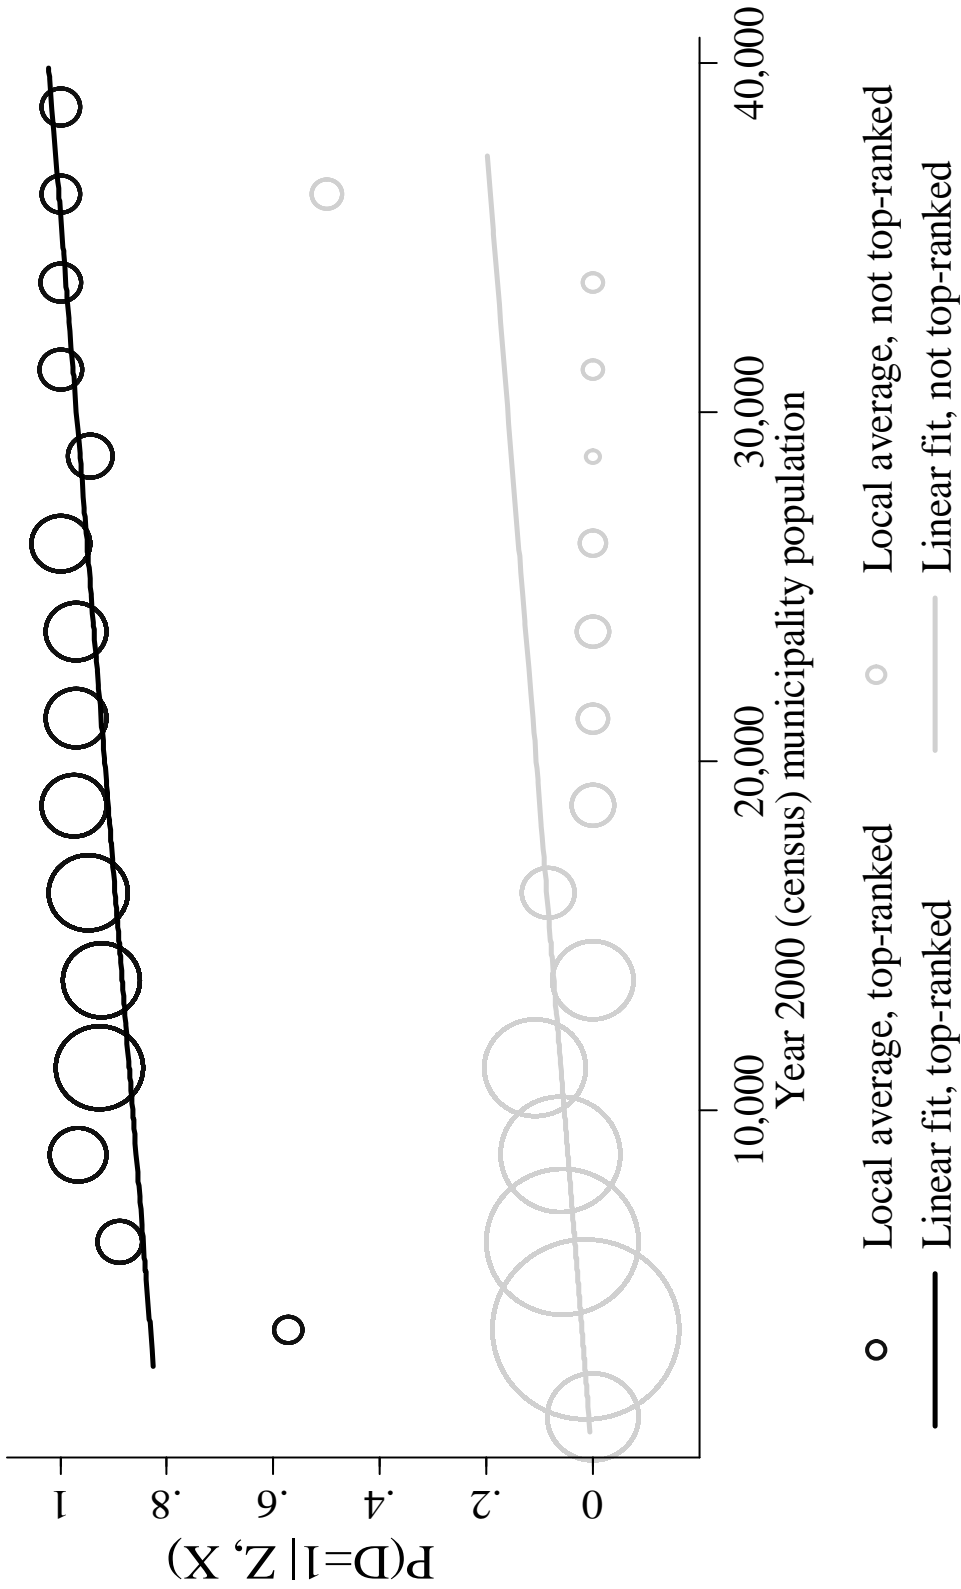 P(D=1| Z, X)
1
.8
.6
.4
.2
0
10,000
20,000
30,000
40,000
Year 2000 (census) municipality population
Local average, top-ranked
Local average, not top-ranked
Linear fit, top-ranked
Linear fit, not top-ranked